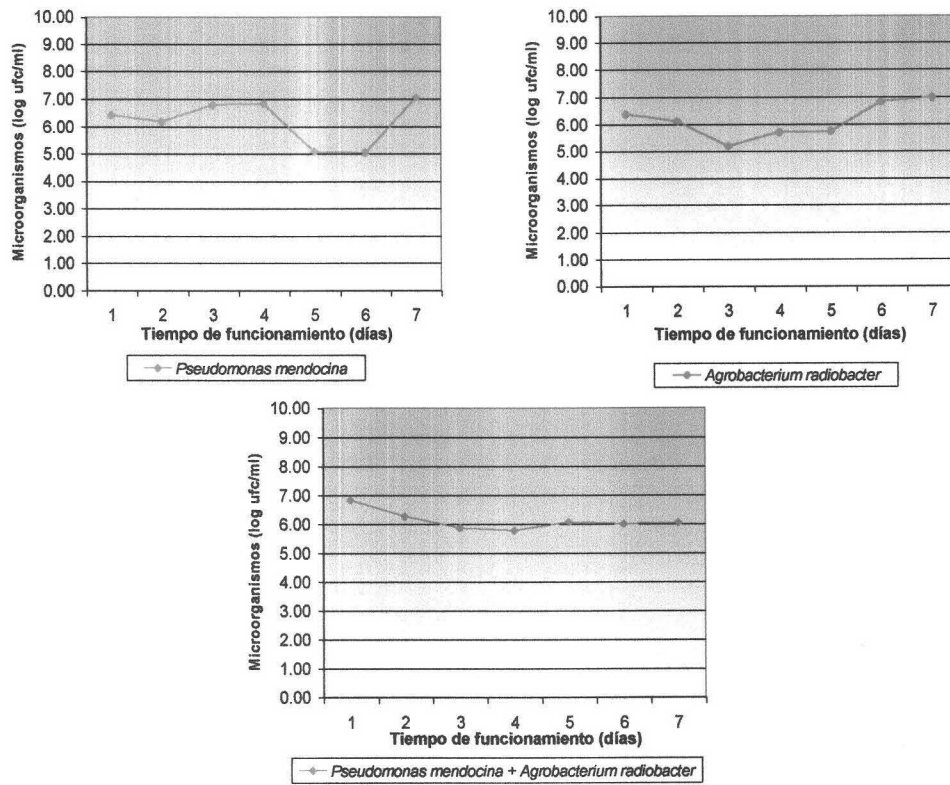 10.00
9.00
8.00
7.00
6.00
5.00
4.00
3.00
2.00
1.00
0.00
Microorganismos (log ufc/ml)
1 2 3 4 5 6 7
Tiempo de funcionamiento (días)
Pseudomonas mendocina
10.00
9.00
8.00
7.00
6.00
5.00
4.00
3.00
2.00
1.00
0.00
Microorganismos (log ufc/ml)
1 2 3 4 5 6 7
Tiempo de funcionamiento (días)
Agrobacterium radiobacter
10.00
9.00
8.00
7.00
6.00
5.00
4.00
3.00
2.00
1.00
0.00
Microorganismos (log ufc/ml)
1 2 3 4 5 6 7
Tiempo de funcionamiento (días)
Pseudomonas mendocina + Agrobacterium radiobacter